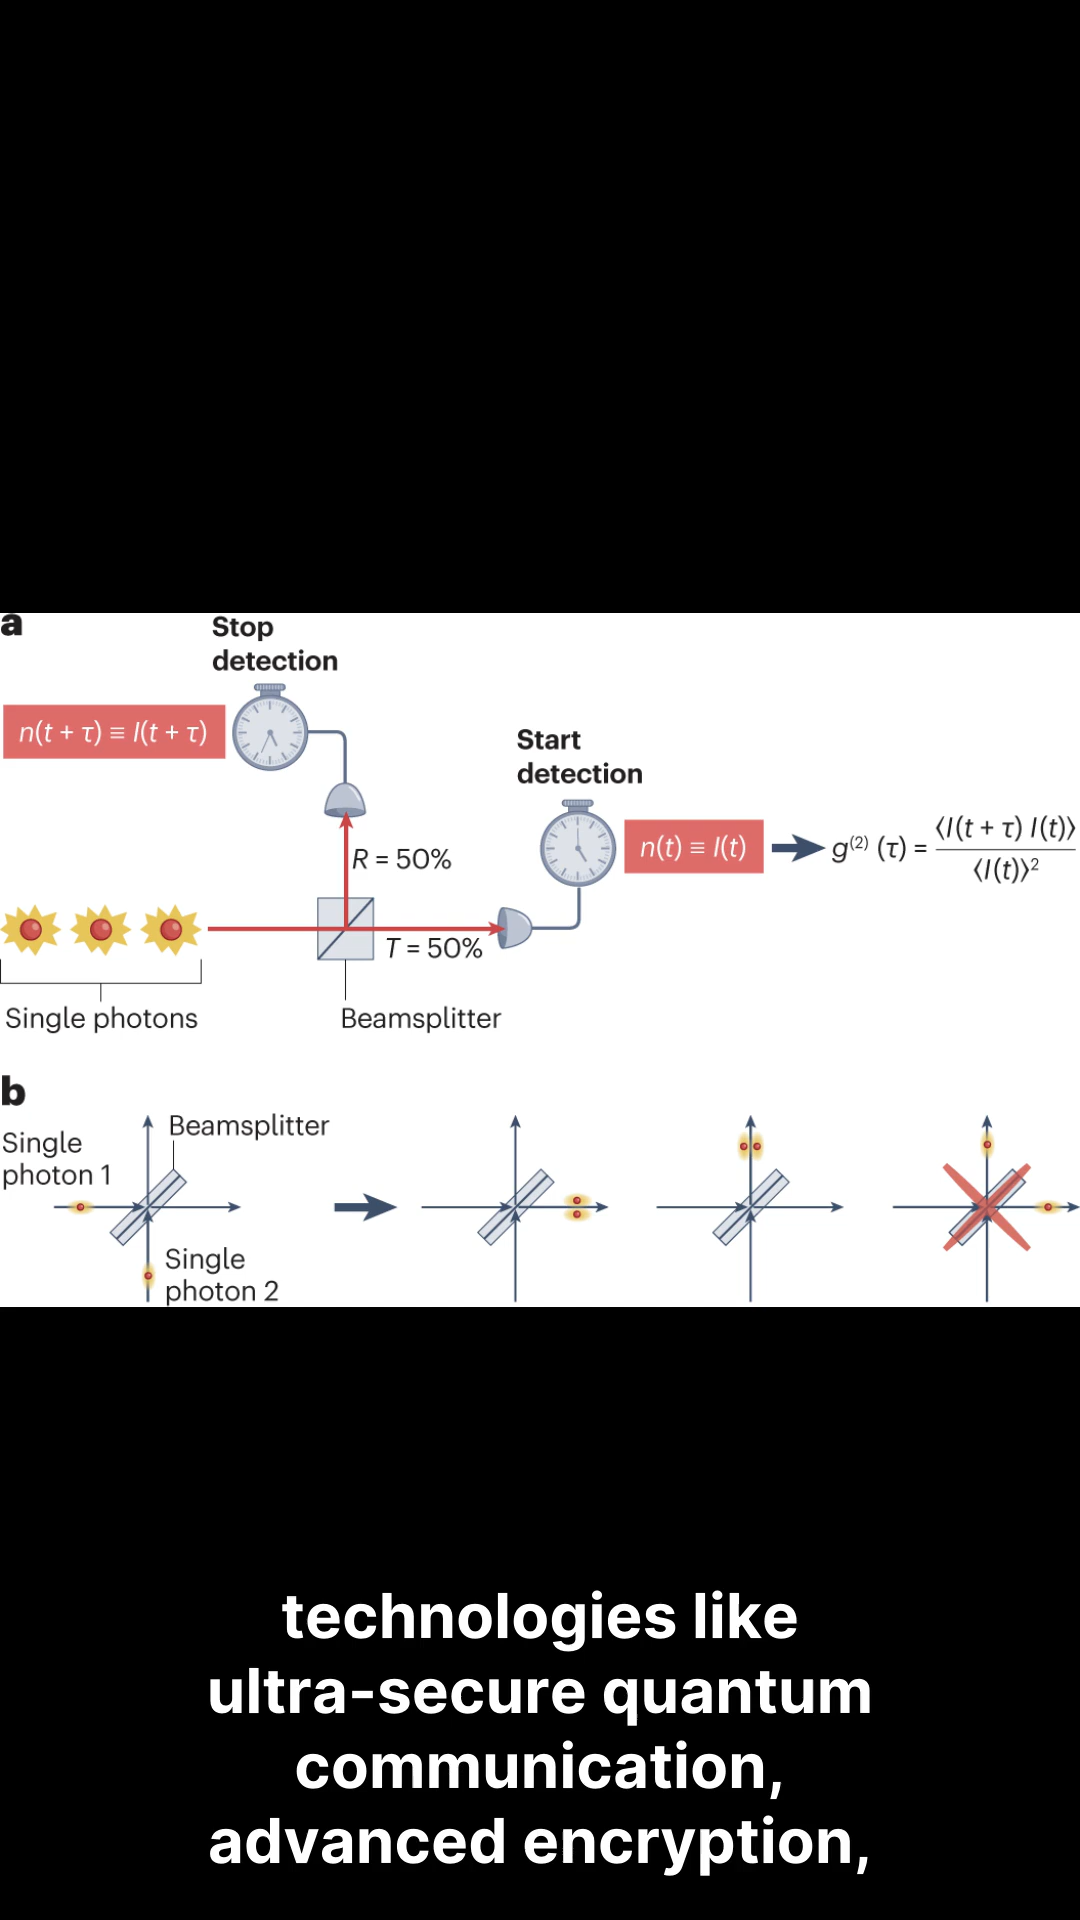 a
Stop
detection
n(t + τ) ≡ I(t + τ)
Start
detection
n(t) ≡ I(t)
g⁽²⁾ (τ) = ⟨I(t + τ) I(t)⟩ / ⟨I(t)⟩²
R = 50%
T = 50%
Single photons
Beamsplitter
b
Beamsplitter
Single
photon 1
Single
photon 2
technologies like
ultra-secure quantum
communication,
advanced encryption,